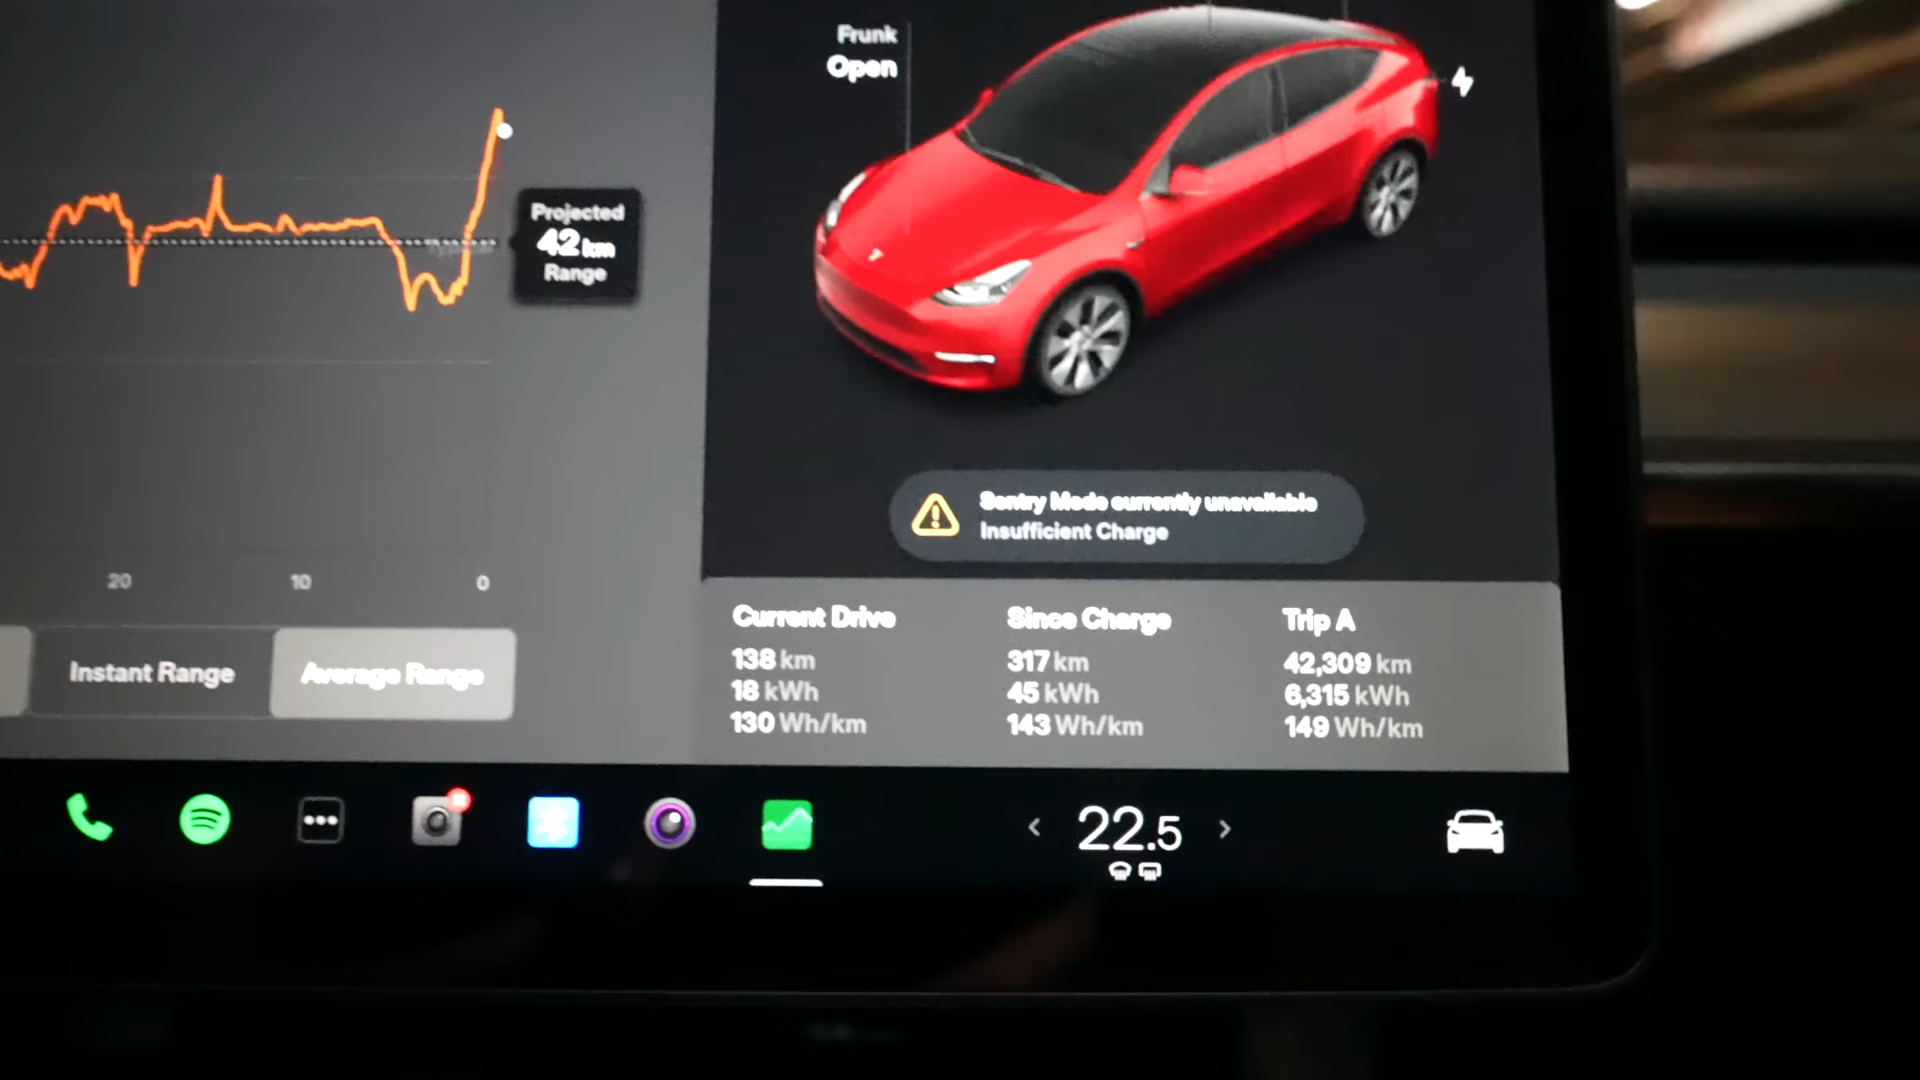 Frunk
Open
Projected
42 km
Range
20
10
0
Instant Range
Average Range
Sentry Mode currently unavailable
Insufficient Charge
Current Drive
138 km
18 kWh
130 Wh/km
Since Charge
317 km
45 kWh
143 Wh/km
Trip A
42,309 km
6,315 kWh
149 Wh/km
22.5